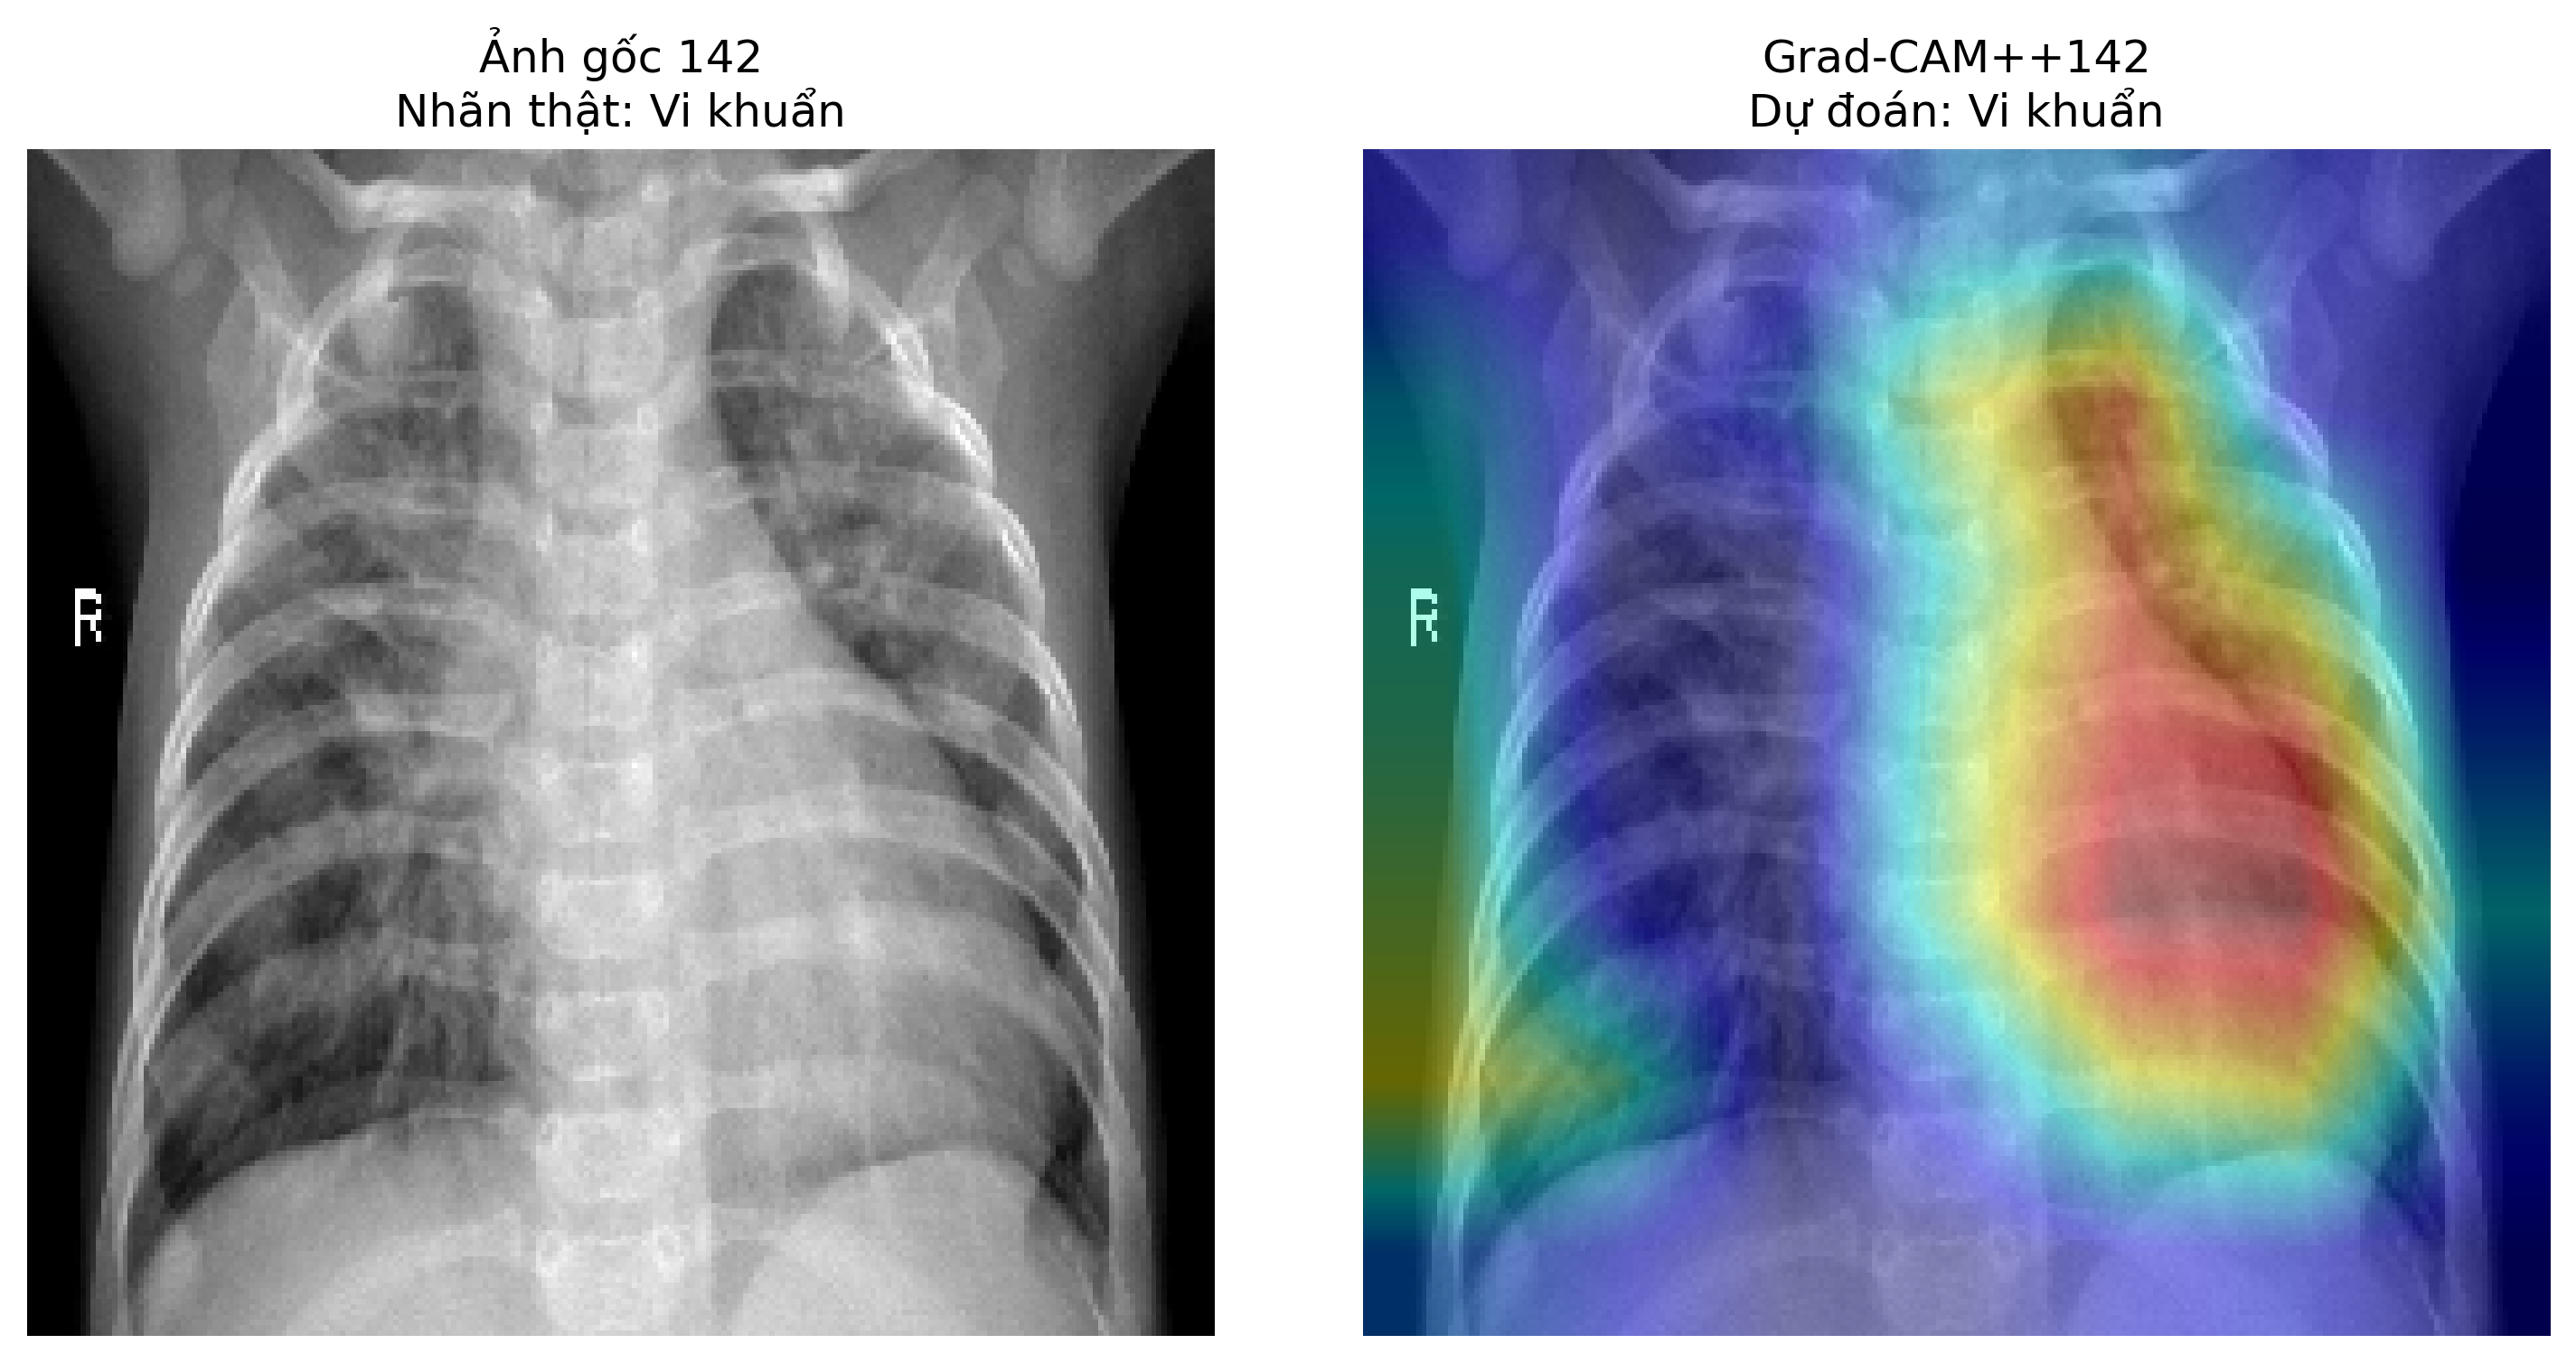 Ảnh gốc 142
Nhãn thật: Vi khuẩn
Grad-CAM++142
Dự đoán: Vi khuẩn
R
R